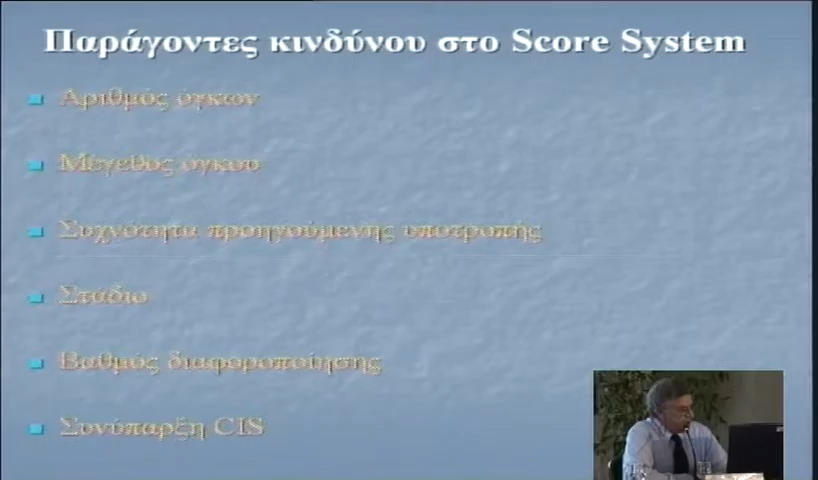 Παράγοντες κινδύνου στο Score System
Αριθμός όγκων
Μέγεθος όγκου
Συχνότητα προηγούμενης υποτροπής
Στάδιο
Βαθμός διαφοροποίησης
Συνύπαρξη CIS